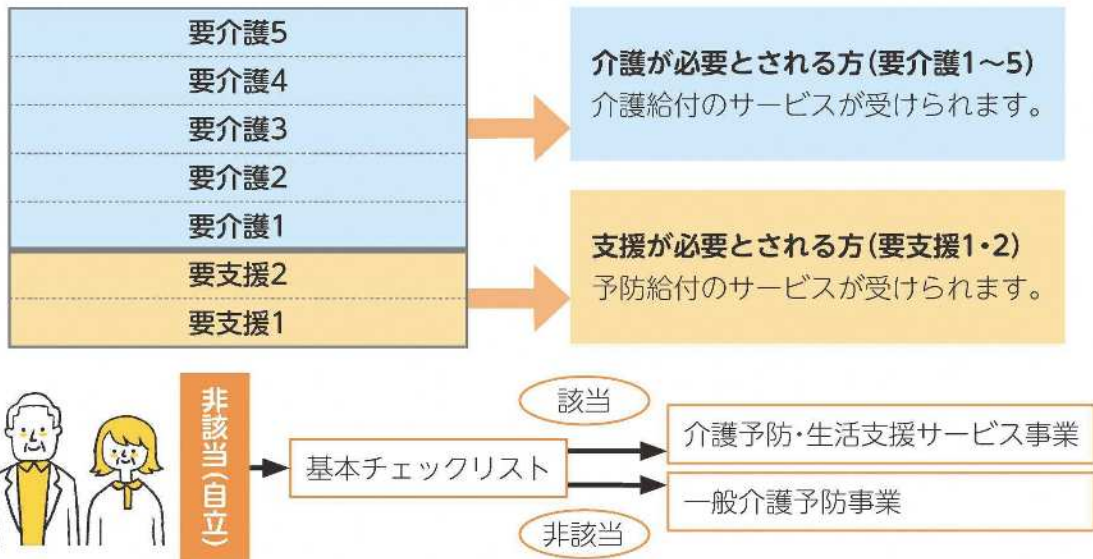 要介護5
要介護4
要介護3
要介護2
要介護1
要支援2
要支援1
介護が必要とされる方(要介護1～5)
介護給付のサービスが受けられます。
支援が必要とされる方(要支援1・2)
予防給付のサービスが受けられます。
非該当(自立)
基本チェックリスト
該当
介護予防・生活支援サービス事業
非該当
一般介護予防事業